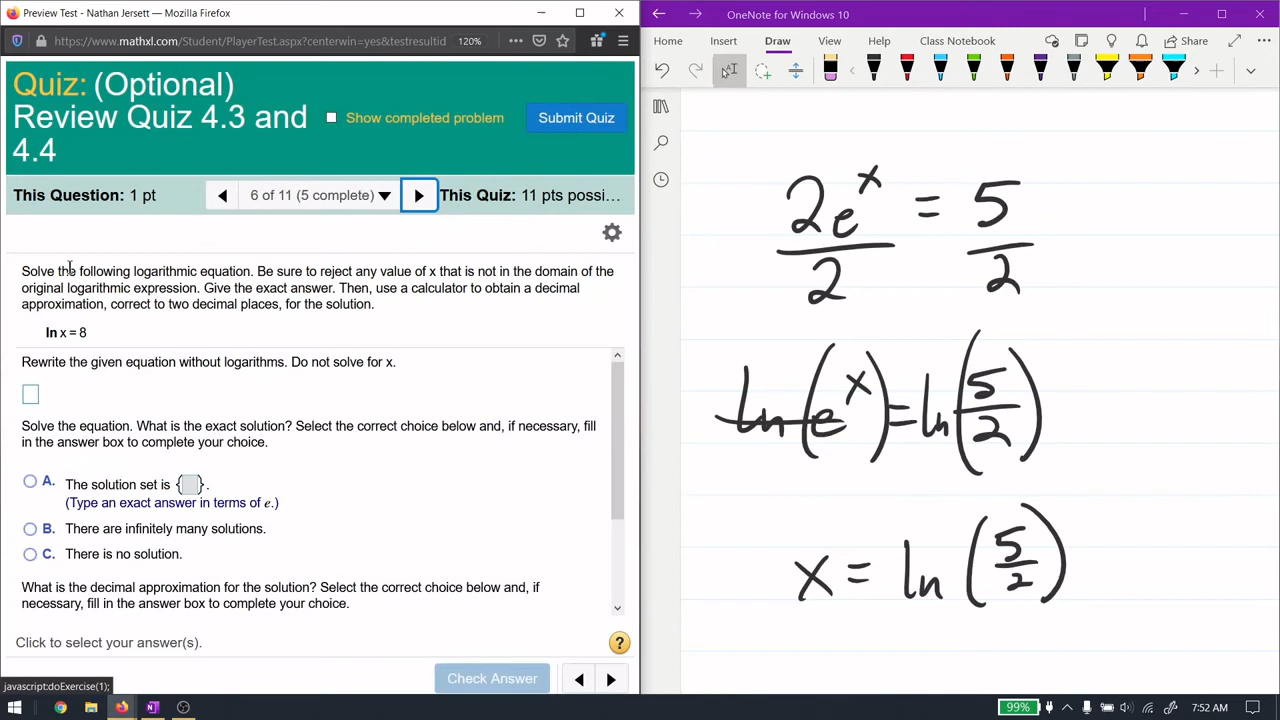 Preview Test - Nathan Jersett — Mozilla Firefox
https://www.mathxl.com/Student/PlayerTest.aspx?centerwin=yes&testresultid
120%
Quiz: (Optional)
Review Quiz 4.3 and
4.4
Show completed problem
Submit Quiz
This Question: 1 pt
6 of 11 (5 complete)
This Quiz: 11 pts possi...
Solve the following logarithmic equation. Be sure to reject any value of x that is not in the domain of the
original logarithmic expression. Give the exact answer. Then, use a calculator to obtain a decimal
approximation, correct to two decimal places, for the solution.
ln x = 8
Rewrite the given equation without logarithms. Do not solve for x.
Solve the equation. What is the exact solution? Select the correct choice below and, if necessary, fill
in the answer box to complete your choice.
A. The solution set is { }.
(Type an exact answer in terms of e.)
B. There are infinitely many solutions.
C. There is no solution.
What is the decimal approximation for the solution? Select the correct choice below and, if
necessary, fill in the answer box to complete your choice.
Click to select your answer(s).
?
Check Answer
javascript:doExercise(1);
OneNote for Windows 10
Home Insert Draw View Help Class Notebook Share
2e^x = 5
2 2
ln(e^x) = ln(5/2)
x = ln(5/2)
99%
7:52 AM